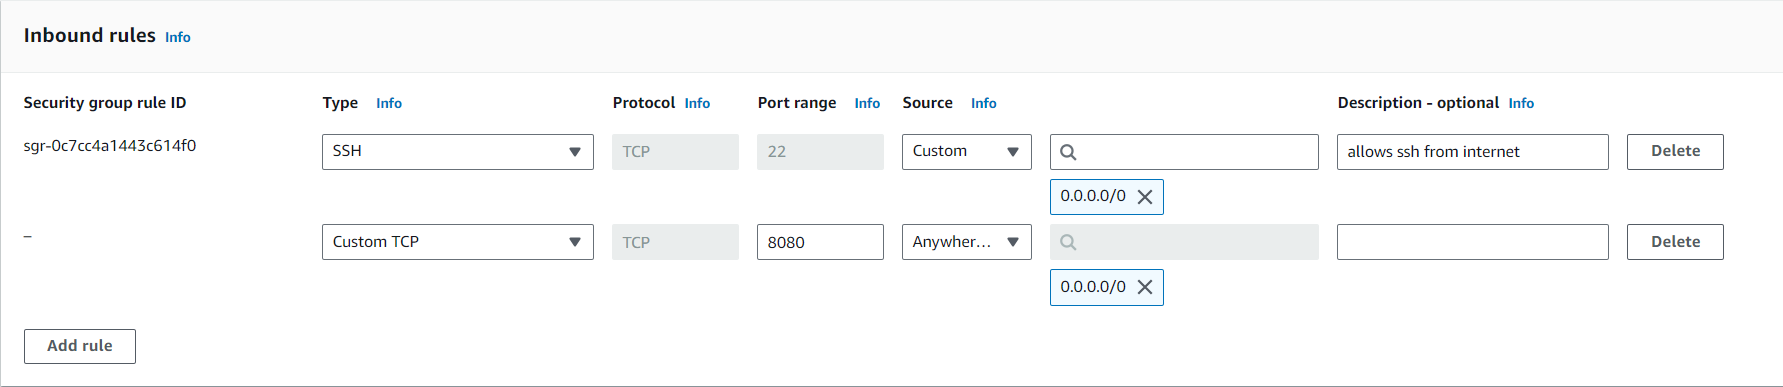 Inbound rules Info
Security group rule ID Type Info Protocol Info Port range Info Source Info Description - optional Info
sgr-0c7cc4a1443c614f0 SSH TCP 22 Custom allows ssh from internet Delete
0.0.0.0/0
– Custom TCP TCP 8080 Anywher... Delete
0.0.0.0/0
Add rule